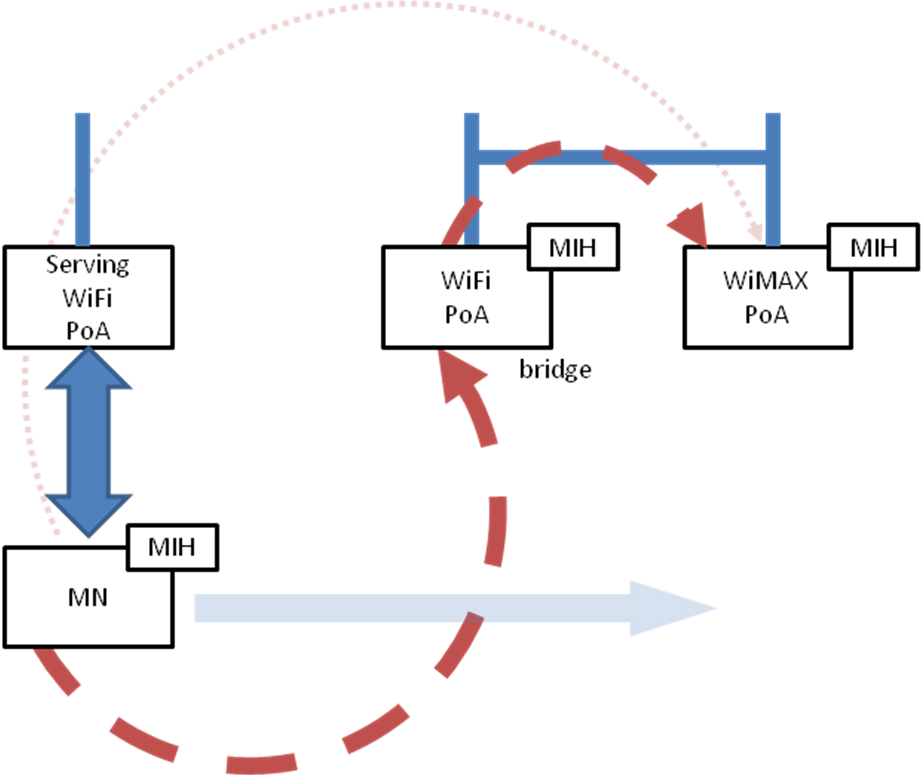 Serving
WiFi
PoA
WiFi
PoA
MIH
WiMAX
PoA
MIH
bridge
MIH
MN